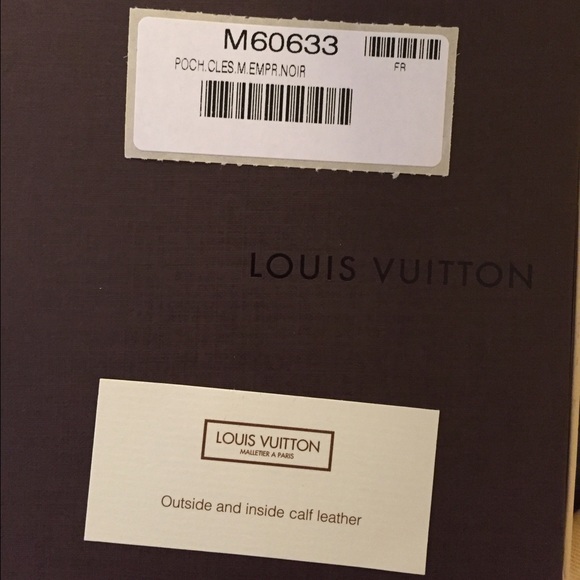 M60633
POCH.CLES.M.EMPR.NOIR
FR
LOUIS VUITTON
LOUIS VUITTON
MALLETIER A PARIS
Outside and inside calf leather